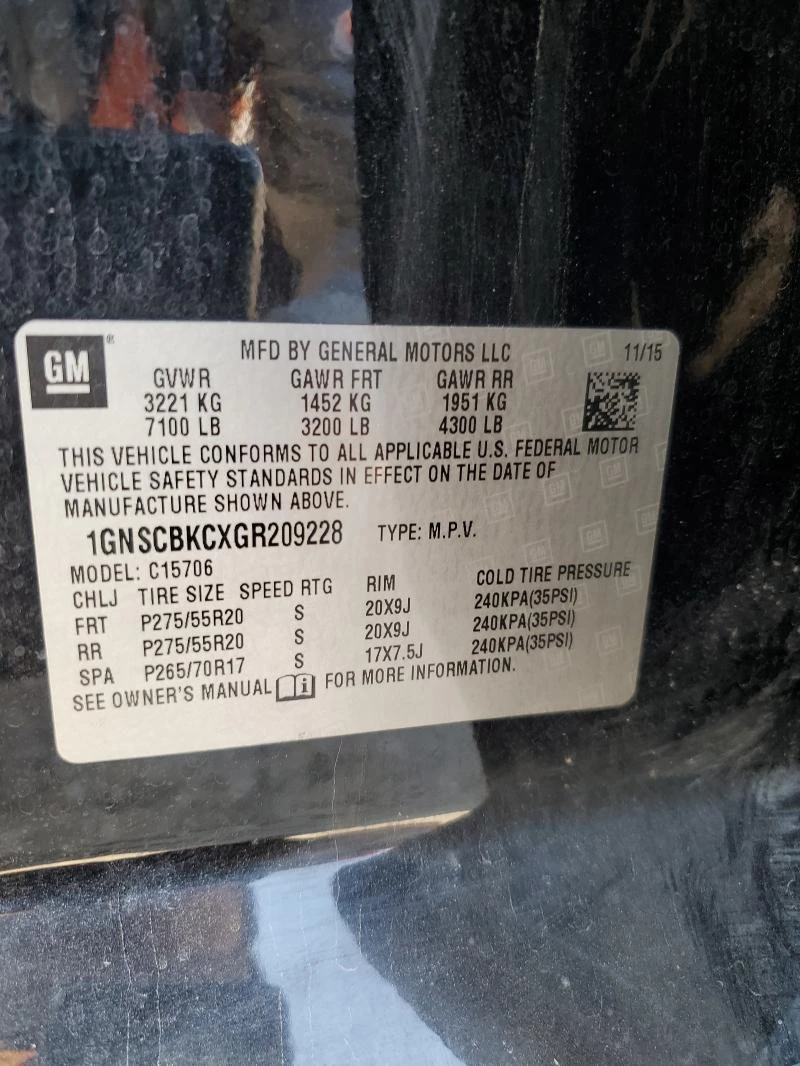 GM ® MFD BY GENERAL MOTORS LLC 11/15
GVWR GAWR FRT GAWR RR
3221 KG 1452 KG 1951 KG
7100 LB 3200 LB 4300 LB
THIS VEHICLE CONFORMS TO ALL APPLICABLE U.S. FEDERAL MOTOR
VEHICLE SAFETY STANDARDS IN EFFECT ON THE DATE OF
MANUFACTURE SHOWN ABOVE.
1GNSCBKCXGR209228 TYPE: M.P.V.
MODEL: C15706
CHLJ TIRE SIZE SPEED RTG RIM COLD TIRE PRESSURE
FRT P275/55R20 S 20X9J 240KPA(35PSI)
RR P275/55R20 S 20X9J 240KPA(35PSI)
SPA P265/70R17 S 17X7.5J 240KPA(35PSI)
SEE OWNER'S MANUAL i FOR MORE INFORMATION.